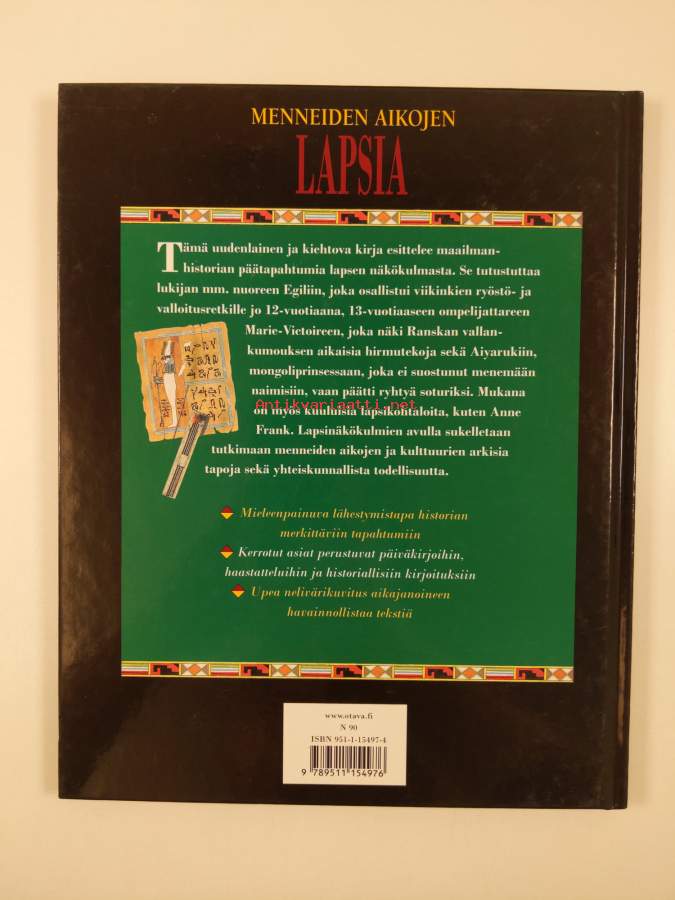 MENNEIDEN AIKOJEN
LAPSIA
Tämä uudenlainen ja kiehtova kirja esittelee maailman-
historian päätapahtumia lapsen näkökulmasta. Se tutustuttaa
lukijan mm. nuoreen Egiliin, joka osallistui viikinkien ryöstö- ja
valloitusretkille jo 12-vuotiaana, 13-vuotiaaseen ompelijattareen
Marie-Victoireen, joka näki Ranskan vallan-
kumouksen aikaisia hirmutekoja sekä Aiyarukiin,
mongoliprinsessaan, joka ei suostunut menemään
naimisiin, vaan päätti ryhtyä soturiksi. Mukana
Antikvariaatti.net
on myös kuuluisia lapsikohtaloita, kuten Anne
Frank. Lapsinäkökulmien avulla sukelletaan
tutkimaan menneiden aikojen ja kulttuurien arkisia
tapoja sekä yhteiskunnallista todellisuutta.
Mieleenpainuva lähestymistapa historian
merkittäviin tapahtumiin
Kerrotut asiat perustuvat päiväkirjoihin,
haastatteluihin ja historiallisiin kirjoituksiin
Upea nelivärikuvitus aikajanoineen
havainnollistaa tekstiä
www.otava.fi
N 90
ISBN 951-1-15497-4
9 789511 154976